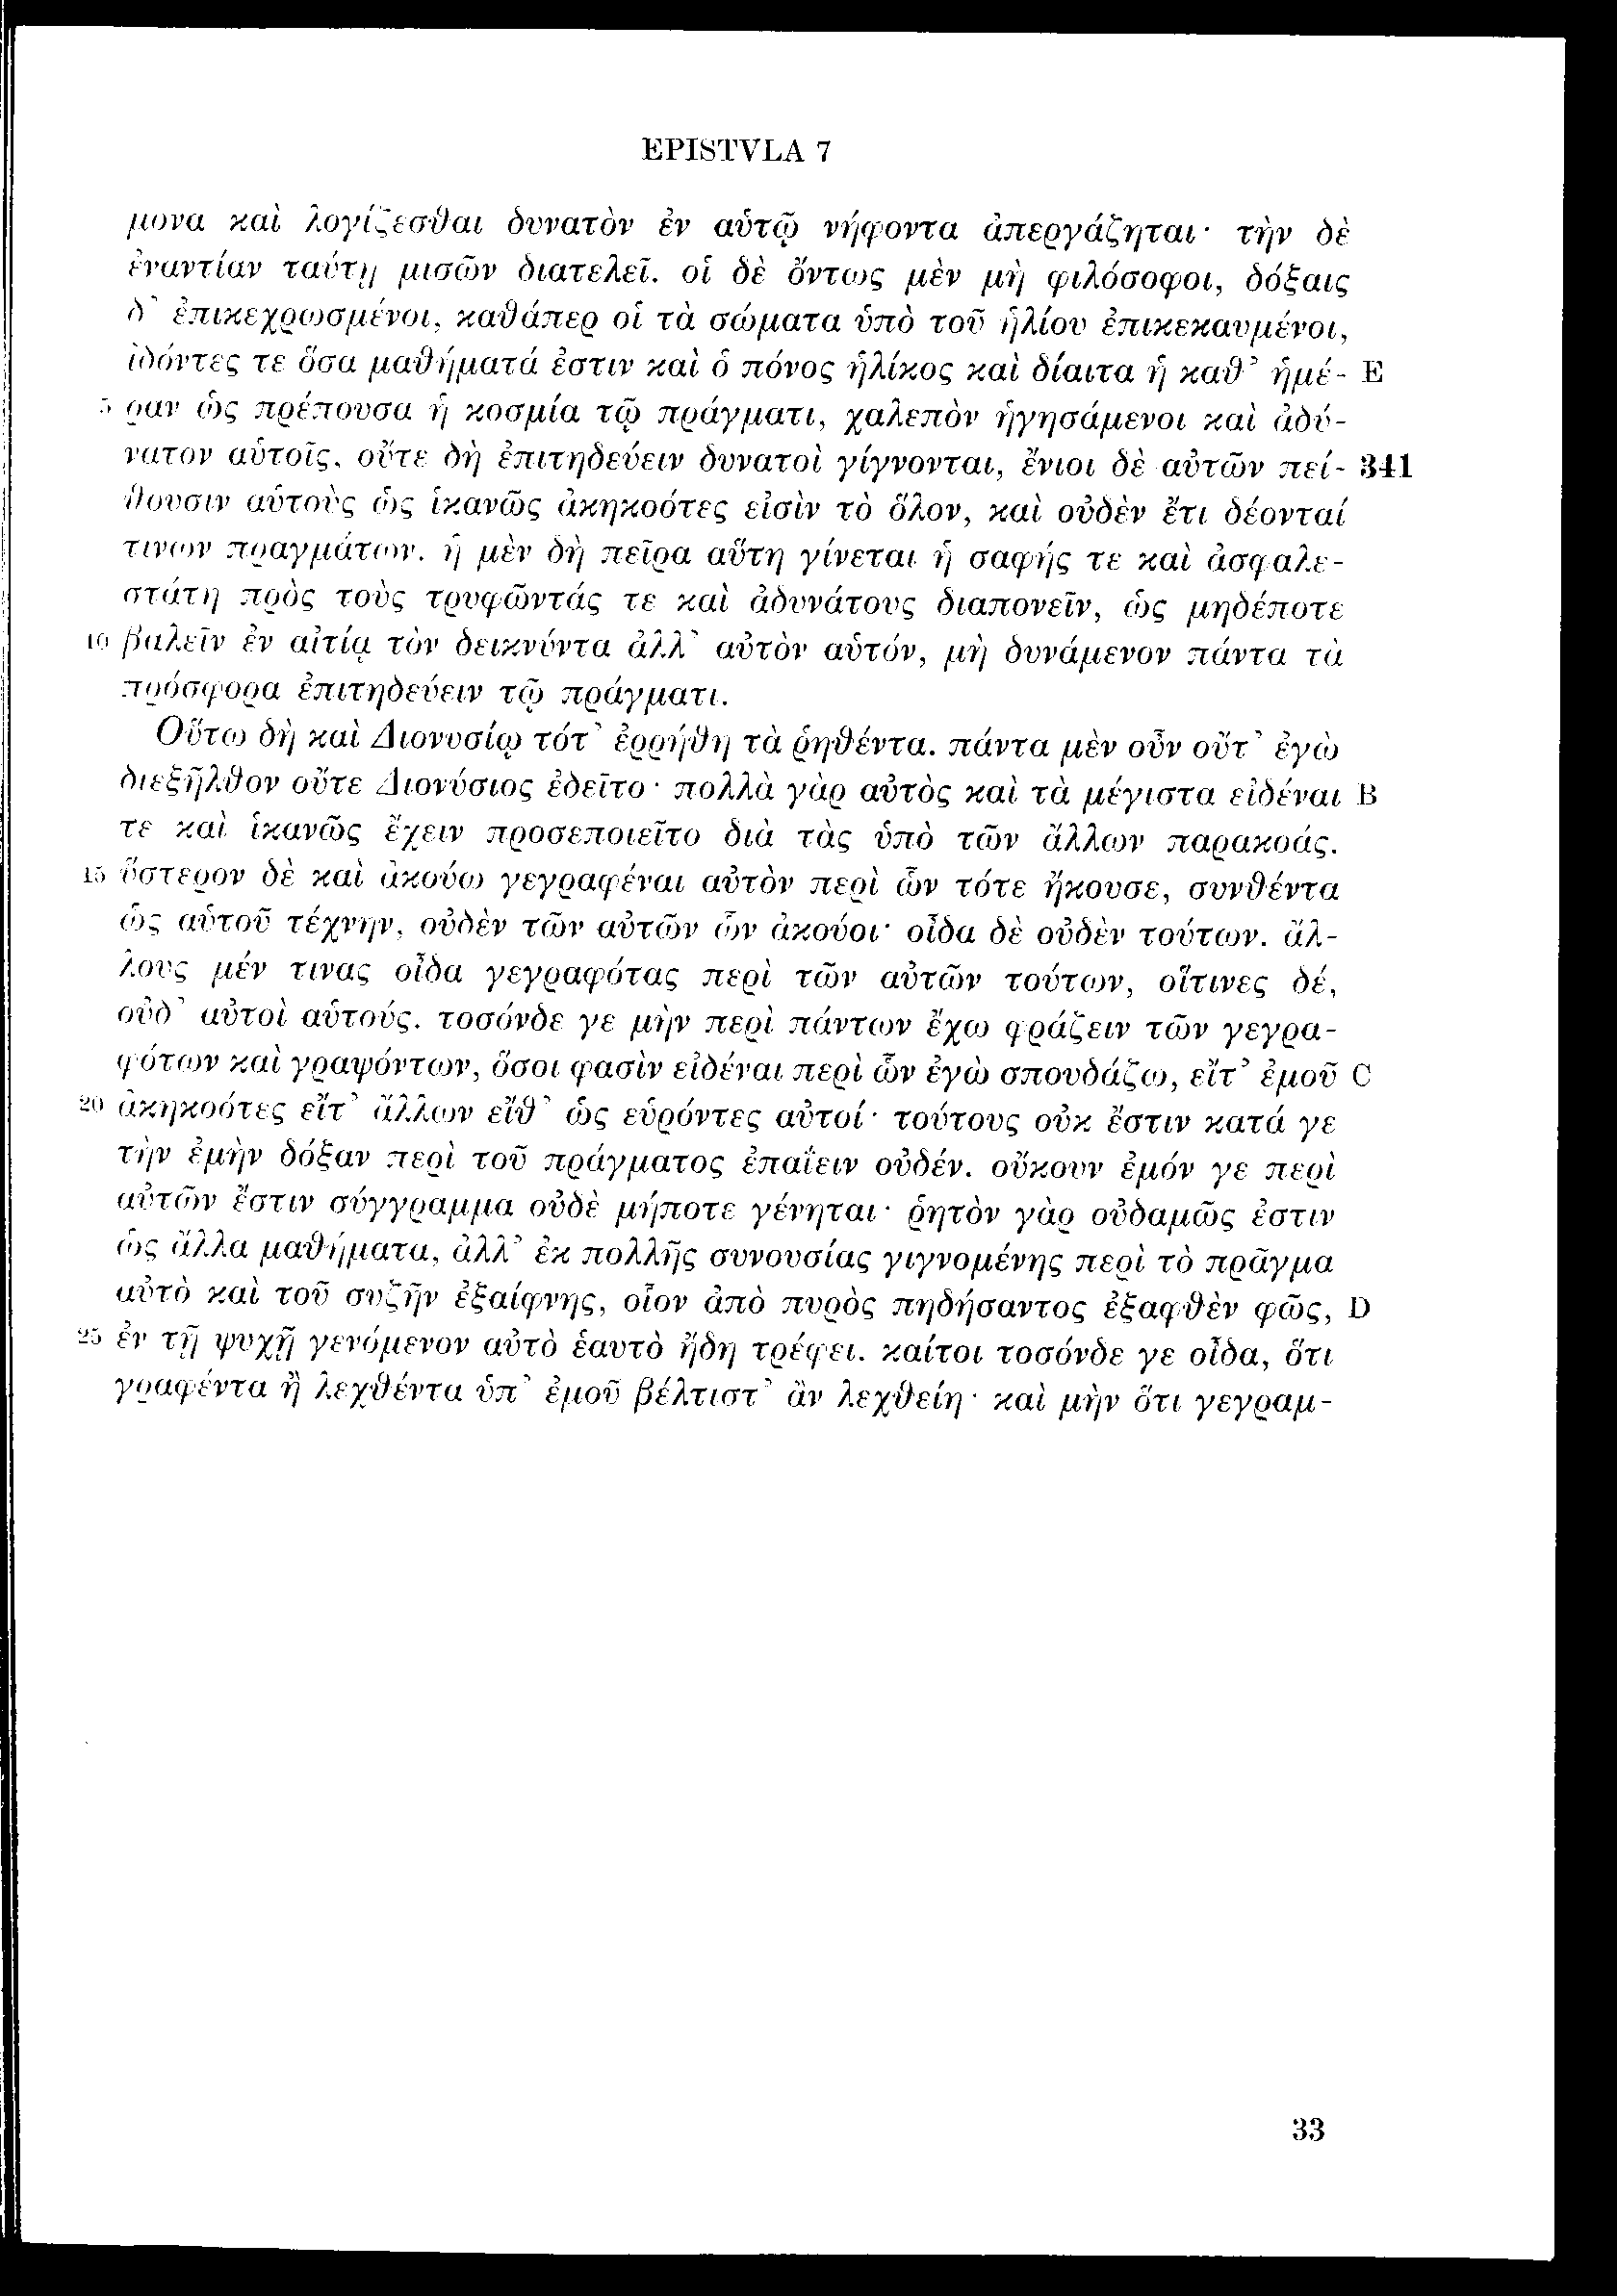 EPISTVLA 7
μονα καὶ λογίζεσθαι δυνατὸν ἐν αὑτῷ νήφοντα ἀπεργάζηται· τὴν δὲ
ἐναντίαν ταύτῃ μισῶν διατελεῖ. οἱ δὲ ὄντως μὲν μὴ φιλόσοφοι, δόξαις
δ’ ἐπικεχρωσμένοι, καθάπερ οἱ τὰ σώματα ὑπὸ τοῦ ἡλίου ἐπικεκαυμένοι,
ἰδόντες τε ὅσα μαθήματά ἐστιν καὶ ὁ πόνος ἡλίκος καὶ δίαιτα ἡ καθ’ ἡμέ- E
5 ραν ὡς πρέπουσα ἡ κοσμία τῷ πράγματι, χαλεπὸν ἡγησάμενοι καὶ ἀδύ-
νατον αὑτοῖς, οὔτε δὴ ἐπιτηδεύειν δυνατοὶ γίγνονται, ἔνιοι δὲ αὐτῶν πεί- 341
θουσιν αὑτοὺς ὡς ἱκανῶς ἀκηκοότες εἰσὶν τὸ ὅλον, καὶ οὐδὲν ἔτι δέονταί
τινων πραγμάτων. ἡ μὲν δὴ πεῖρα αὕτη γίνεται ἡ σαφής τε καὶ ἀσφαλε-
στάτη πρὸς τοὺς τρυφῶντάς τε καὶ ἀδυνάτους διαπονεῖν, ὡς μηδέποτε
10 βαλεῖν ἐν αἰτίᾳ τὸν δεικνύντα ἀλλ’ αὐτὸν αὑτόν, μὴ δυνάμενον πάντα τὰ
πρόσφορα ἐπιτηδεύειν τῷ πράγματι.
Οὕτω δὴ καὶ Διονυσίῳ τότ’ ἐρρήθη τὰ ῥηθέντα. πάντα μὲν οὖν οὔτ’ ἐγὼ
διεξῆλθον οὔτε Διονύσιος ἐδεῖτο· πολλὰ γὰρ αὐτὸς καὶ τὰ μέγιστα εἰδέναι B
τε καὶ ἱκανῶς ἔχειν προσεποιεῖτο διὰ τὰς ὑπὸ τῶν ἄλλων παρακοάς.
15 ὕστερον δὲ καὶ ἀκούω γεγραφέναι αὐτὸν περὶ ὧν τότε ἤκουσε, συνθέντα
ὡς αὑτοῦ τέχνην, οὐδὲν τῶν αὐτῶν ὧν ἀκούοι· οἶδα δὲ οὐδὲν τούτων. ἄλ-
λους μέν τινας οἶδα γεγραφότας περὶ τῶν αὐτῶν τούτων, οἵτινες δέ,
οὐδ’ αὐτοὶ αὑτούς. τοσόνδε γε μὴν περὶ πάντων ἔχω φράζειν τῶν γεγρα-
φότων καὶ γραψόντων, ὅσοι φασὶν εἰδέναι περὶ ὧν ἐγὼ σπουδάζω, εἴτ’ ἐμοῦ C
20 ἀκηκοότες εἴτ’ ἄλλων εἴθ’ ὡς εὑρόντες αὐτοί· τούτους οὐκ ἔστιν κατά γε
τὴν ἐμὴν δόξαν περὶ τοῦ πράγματος ἐπαΐειν οὐδέν. οὔκουν ἐμόν γε περὶ
αὐτῶν ἔστιν σύγγραμμα οὐδὲ μήποτε γένηται· ῥητὸν γὰρ οὐδαμῶς ἐστιν
ὡς ἄλλα μαθήματα, ἀλλ’ ἐκ πολλῆς συνουσίας γιγνομένης περὶ τὸ πρᾶγμα
αὐτὸ καὶ τοῦ συζῆν ἐξαίφνης, οἷον ἀπὸ πυρὸς πηδήσαντος ἐξαφθὲν φῶς, D
25 ἐν τῇ ψυχῇ γενόμενον αὐτὸ ἑαυτὸ ἤδη τρέφει. καίτοι τοσόνδε γε οἶδα, ὅτι
γραφέντα ἢ λεχθέντα ὑπ’ ἐμοῦ βέλτιστ’ ἂν λεχθείη· καὶ μὴν ὅτι γεγραμ-
33